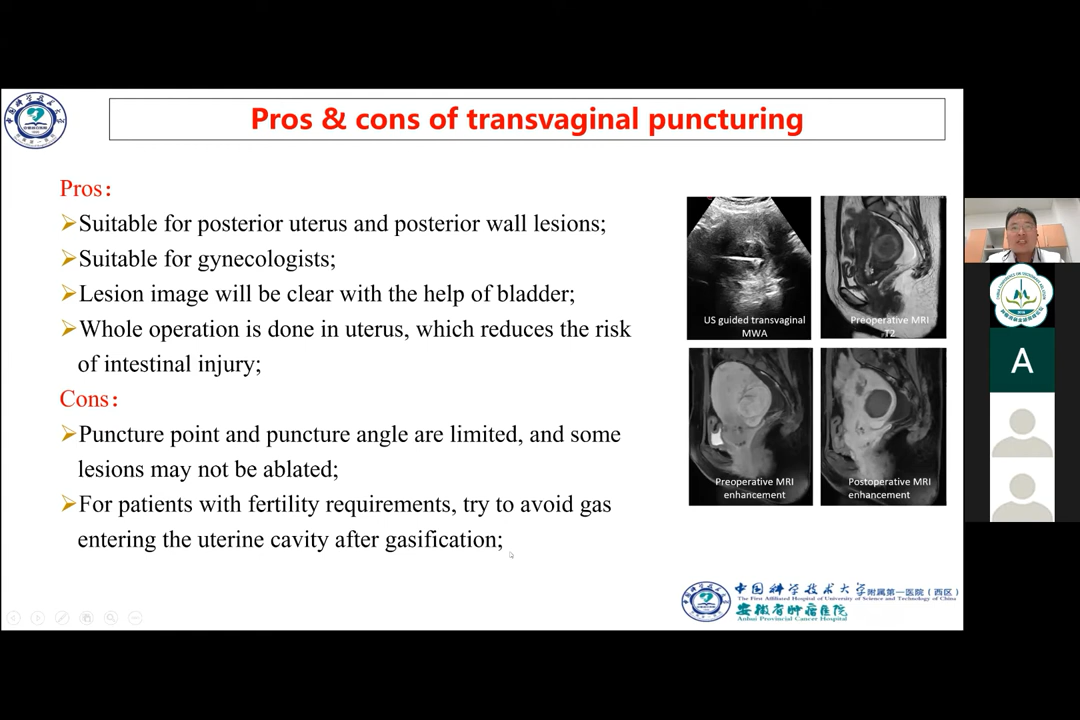 Pros & cons of transvaginal puncturing
Pros:
➢Suitable for posterior uterus and posterior wall lesions;
➢Suitable for gynecologists;
➢Lesion image will be clear with the help of bladder;
➢Whole operation is done in uterus, which reduces the risk
of intestinal injury;
Cons:
➢Puncture point and puncture angle are limited, and some
lesions may not be ablated;
➢For patients with fertility requirements, try to avoid gas
entering the uterine cavity after gasification;
US guided transvaginal
MWA
Preoperative MRI
T2
Preoperative MRI
enhancement
Postoperative MRI
enhancement
A
中国科学技术大学附属第一医院(西区)
The First Affiliated Hospital of University of Science and Technology of China
安徽省肿瘤医院
Anhui Provincial Cancer Hospital